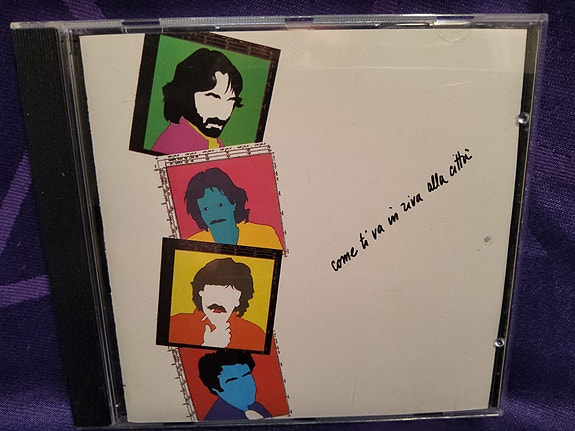 come ti va in riva alla città